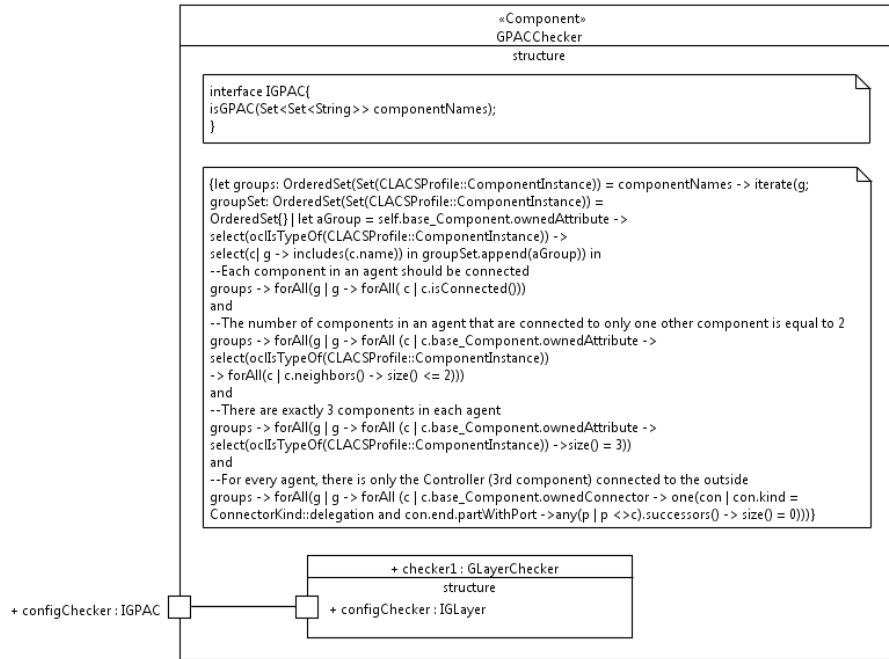 «Component»
GPACChecker
structure
interface IGPAC{
isGPAC(Set<Set<String>> componentNames);
}
{let groups: OrderedSet(Set(CLACSProfile::ComponentInstance)) = componentNames -> iterate(g;
groupSet: OrderedSet(Set(CLACSProfile::ComponentInstance)) =
OrderedSet{} | let aGroup = self.base_Component.ownedAttribute ->
select(oclIsTypeOf(CLACSProfile::ComponentInstance)) ->
select(c| g -> includes(c.name)) in groupSet.append(aGroup)) in
--Each component in an agent should be connected
groups -> forAll(g | g -> forAll( c | c.isConnected()))
and
--The number of components in an agent that are connected to only one other component is equal to 2
groups -> forAll(g | g -> forAll (c | c.base_Component.ownedAttribute ->
select(oclIsTypeOf(CLACSProfile::ComponentInstance))
-> forAll(c | c.neighbors() -> size() <= 2)))
and
--There are exactly 3 components in each agent
groups -> forAll(g | g -> forAll (c | c.base_Component.ownedAttribute ->
select(oclIsTypeOf(CLACSProfile::ComponentInstance)) ->size() = 3))
and
--For every agent, there is only the Controller (3rd component) connected to the outside
groups -> forAll(g | g -> forAll (c | c.base_Component.ownedConnector -> one(con | con.kind =
ConnectorKind::delegation and con.end.partWithPort ->any(p | p <>c).successors() -> size() = 0)))}
+ checker1 : GLayerChecker
structure
+ configChecker : IGPAC
+ configChecker : IGLayer